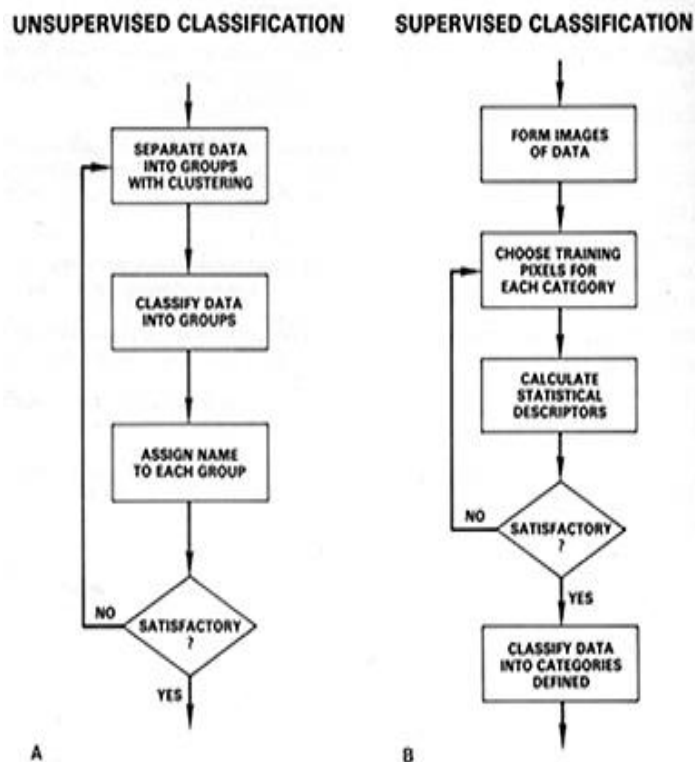 UNSUPERVISED CLASSIFICATION
SEPARATE DATA
INTO GROUPS
WITH CLUSTERING
CLASSIFY DATA
INTO GROUPS
ASSIGN NAME
TO EACH GROUP
NO
SATISFACTORY
?
YES
A
SUPERVISED CLASSIFICATION
FORM IMAGES
OF DATA
CHOOSE TRAINING
PIXELS FOR
EACH CATEGORY
CALCULATE
STATISTICAL
DESCRIPTORS
NO
SATISFACTORY
?
YES
CLASSIFY DATA
INTO CATEGORIES
DEFINED
B